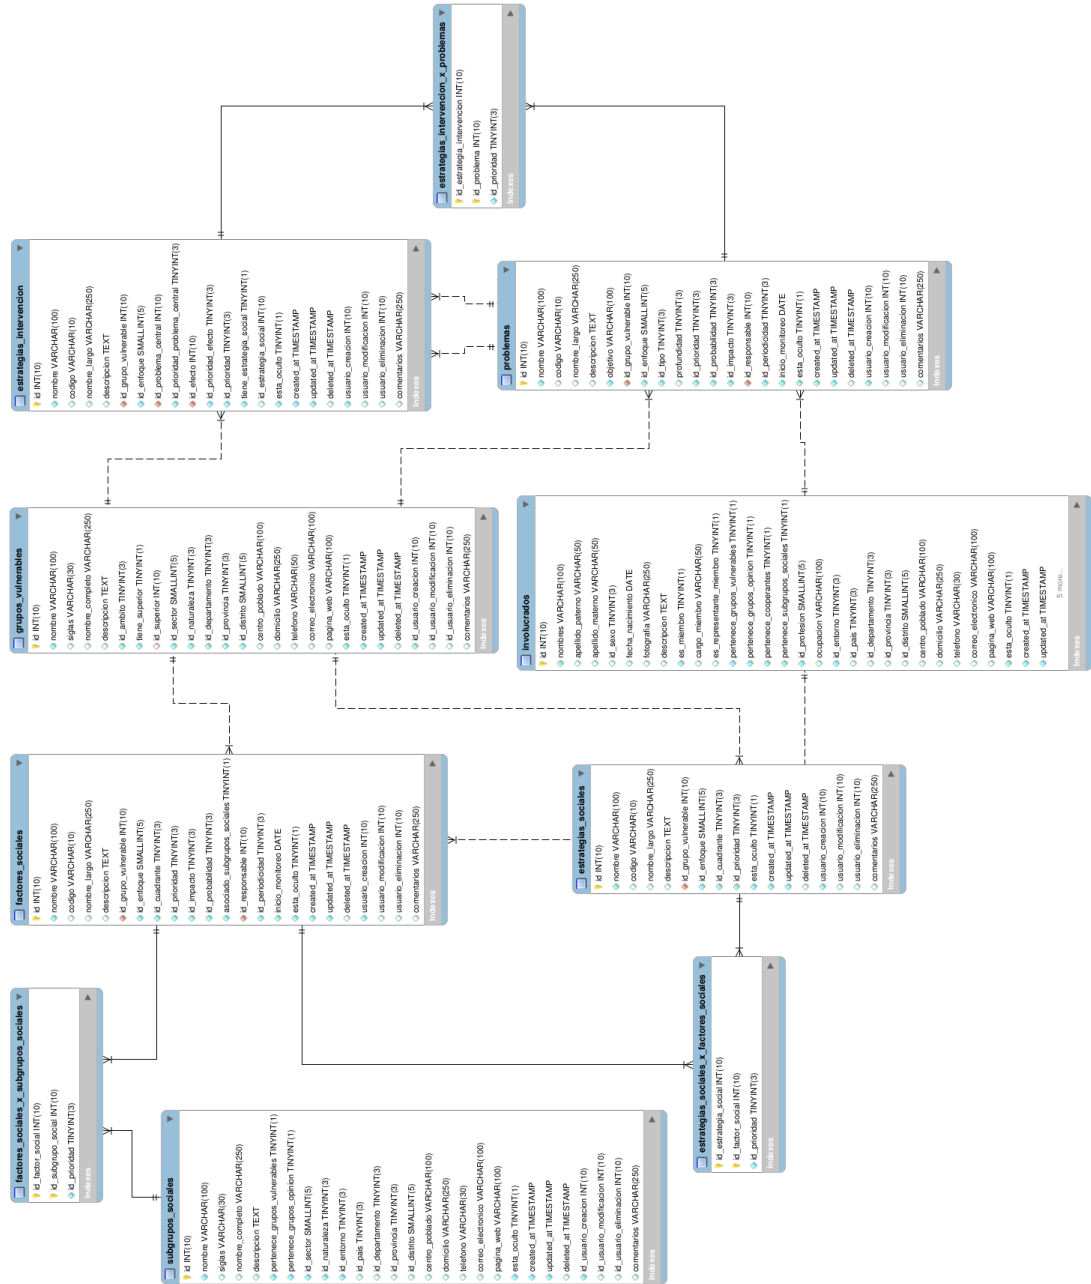 factores_sociales_x_subgrupos_sociales
id_factor_social INT(10)
id_subgrupo_social INT(10)
id_prioridad TINYINT(3)
Indexes
subgrupos_sociales
id INT(10)
nombre VARCHAR(100)
siglas VARCHAR(30)
nombre_completo VARCHAR(250)
descripcion TEXT
pertenece_grupos_vulnerables TINYINT(1)
pertenece_grupos_opinion TINYINT(1)
id_sector SMALLINT(5)
id_naturaleza TINYINT(3)
id_entorno TINYINT(3)
id_pais TINYINT(3)
id_departamento TINYINT(3)
id_provincia TINYINT(3)
id_distrito SMALLINT(5)
centro_poblado VARCHAR(100)
domicilio VARCHAR(250)
telefono VARCHAR(30)
correo_electronico VARCHAR(100)
pagina_web VARCHAR(100)
esta_oculto TINYINT(1)
created_at TIMESTAMP
updated_at TIMESTAMP
deleted_at TIMESTAMP
id_usuario_creacion INT(10)
id_usuario_modificacion INT(10)
id_usuario_eliminacion INT(10)
comentarios VARCHAR(250)
Indexes
factores_sociales
id INT(10)
nombre VARCHAR(100)
codigo VARCHAR(10)
nombre_largo VARCHAR(250)
descripcion TEXT
id_grupo_vulnerable INT(10)
id_enfoque SMALLINT(5)
id_cuadrante TINYINT(3)
id_prioridad TINYINT(3)
id_impacto TINYINT(3)
id_probabilidad TINYINT(3)
asociado_subgrupos_sociales TINYINT(1)
id_responsable INT(10)
id_periodicidad TINYINT(3)
inicio_monitoreo DATE
esta_oculto TINYINT(1)
created_at TIMESTAMP
updated_at TIMESTAMP
deleted_at TIMESTAMP
usuario_creacion INT(10)
usuario_modificacion INT(10)
usuario_eliminacion INT(10)
comentarios VARCHAR(250)
Indexes
estrategias_sociales_x_factores_sociales
id_estrategia_social INT(10)
id_factor_social INT(10)
id_prioridad TINYINT(3)
Indexes
estrategias_sociales
id INT(10)
nombre VARCHAR(100)
codigo VARCHAR(10)
nombre_largo VARCHAR(250)
descripcion TEXT
id_grupo_vulnerable INT(10)
id_enfoque SMALLINT(5)
id_cuadrante TINYINT(3)
id_prioridad TINYINT(3)
esta_oculto TINYINT(1)
created_at TIMESTAMP
updated_at TIMESTAMP
deleted_at TIMESTAMP
usuario_creacion INT(10)
usuario_modificacion INT(10)
usuario_eliminacion INT(10)
comentarios VARCHAR(250)
Indexes
grupos_vulnerables
id INT(10)
nombre VARCHAR(100)
siglas VARCHAR(30)
nombre_completo VARCHAR(250)
descripcion TEXT
id_ambito TINYINT(3)
tiene_superior TINYINT(1)
id_superior INT(10)
id_sector SMALLINT(5)
id_naturaleza TINYINT(3)
id_departamento TINYINT(3)
id_provincia TINYINT(3)
id_distrito SMALLINT(5)
centro_poblado VARCHAR(100)
domicilio VARCHAR(250)
telefono VARCHAR(50)
correo_electronico VARCHAR(100)
pagina_web VARCHAR(100)
esta_oculto TINYINT(1)
created_at TIMESTAMP
updated_at TIMESTAMP
deleted_at TIMESTAMP
id_usuario_creacion INT(10)
id_usuario_modificacion INT(10)
id_usuario_eliminacion INT(10)
comentarios VARCHAR(250)
Indexes
involucrados
id INT(10)
nombres VARCHAR(100)
apellido_paterno VARCHAR(50)
apellido_materno VARCHAR(50)
id_sexo TINYINT(3)
fecha_nacimiento DATE
fotografia VARCHAR(250)
descripcion TEXT
es_miembro TINYINT(1)
cargo_miembro VARCHAR(50)
es_representante_miembro TINYINT(1)
pertenece_grupos_vulnerables TINYINT(1)
pertenece_grupos_opinion TINYINT(1)
pertenece_cooperantes TINYINT(1)
pertenece_subgrupos_sociales TINYINT(1)
id_profesion SMALLINT(5)
ocupacion VARCHAR(100)
id_entorno TINYINT(3)
id_pais TINYINT(3)
id_departamento TINYINT(3)
id_provincia TINYINT(3)
id_distrito SMALLINT(5)
centro_poblado VARCHAR(100)
domicilio VARCHAR(250)
telefono VARCHAR(30)
correo_electronico VARCHAR(100)
pagina_web VARCHAR(100)
esta_oculto TINYINT(1)
created_at TIMESTAMP
updated_at TIMESTAMP
5 more...
Indexes
estrategias_intervencion
id INT(10)
nombre VARCHAR(100)
codigo VARCHAR(10)
nombre_largo VARCHAR(250)
descripcion TEXT
id_grupo_vulnerable INT(10)
id_enfoque SMALLINT(5)
id_problema_central INT(10)
id_prioridad_problema_central TINYINT(3)
id_efecto INT(10)
id_prioridad_efecto TINYINT(3)
id_prioridad TINYINT(3)
tiene_estrategia_social TINYINT(1)
id_estrategia_social INT(10)
esta_oculto TINYINT(1)
created_at TIMESTAMP
updated_at TIMESTAMP
deleted_at TIMESTAMP
usuario_creacion INT(10)
usuario_modificacion INT(10)
usuario_eliminacion INT(10)
comentarios VARCHAR(250)
Indexes
problemas
id INT(10)
nombre VARCHAR(100)
codigo VARCHAR(10)
nombre_largo VARCHAR(250)
descripcion TEXT
objetivo VARCHAR(100)
id_grupo_vulnerable INT(10)
id_enfoque SMALLINT(5)
id_tipo TINYINT(3)
profundidad TINYINT(3)
id_prioridad TINYINT(3)
id_probabilidad TINYINT(3)
id_impacto TINYINT(3)
id_responsable INT(10)
id_periodicidad TINYINT(3)
inicio_monitoreo DATE
esta_oculto TINYINT(1)
created_at TIMESTAMP
updated_at TIMESTAMP
deleted_at TIMESTAMP
usuario_creacion INT(10)
usuario_modificacion INT(10)
usuario_eliminacion INT(10)
comentarios VARCHAR(250)
Indexes
estrategias_intervencion_x_problemas
id_estrategia_intervencion INT(10)
id_problema INT(10)
id_prioridad TINYINT(3)
Indexes